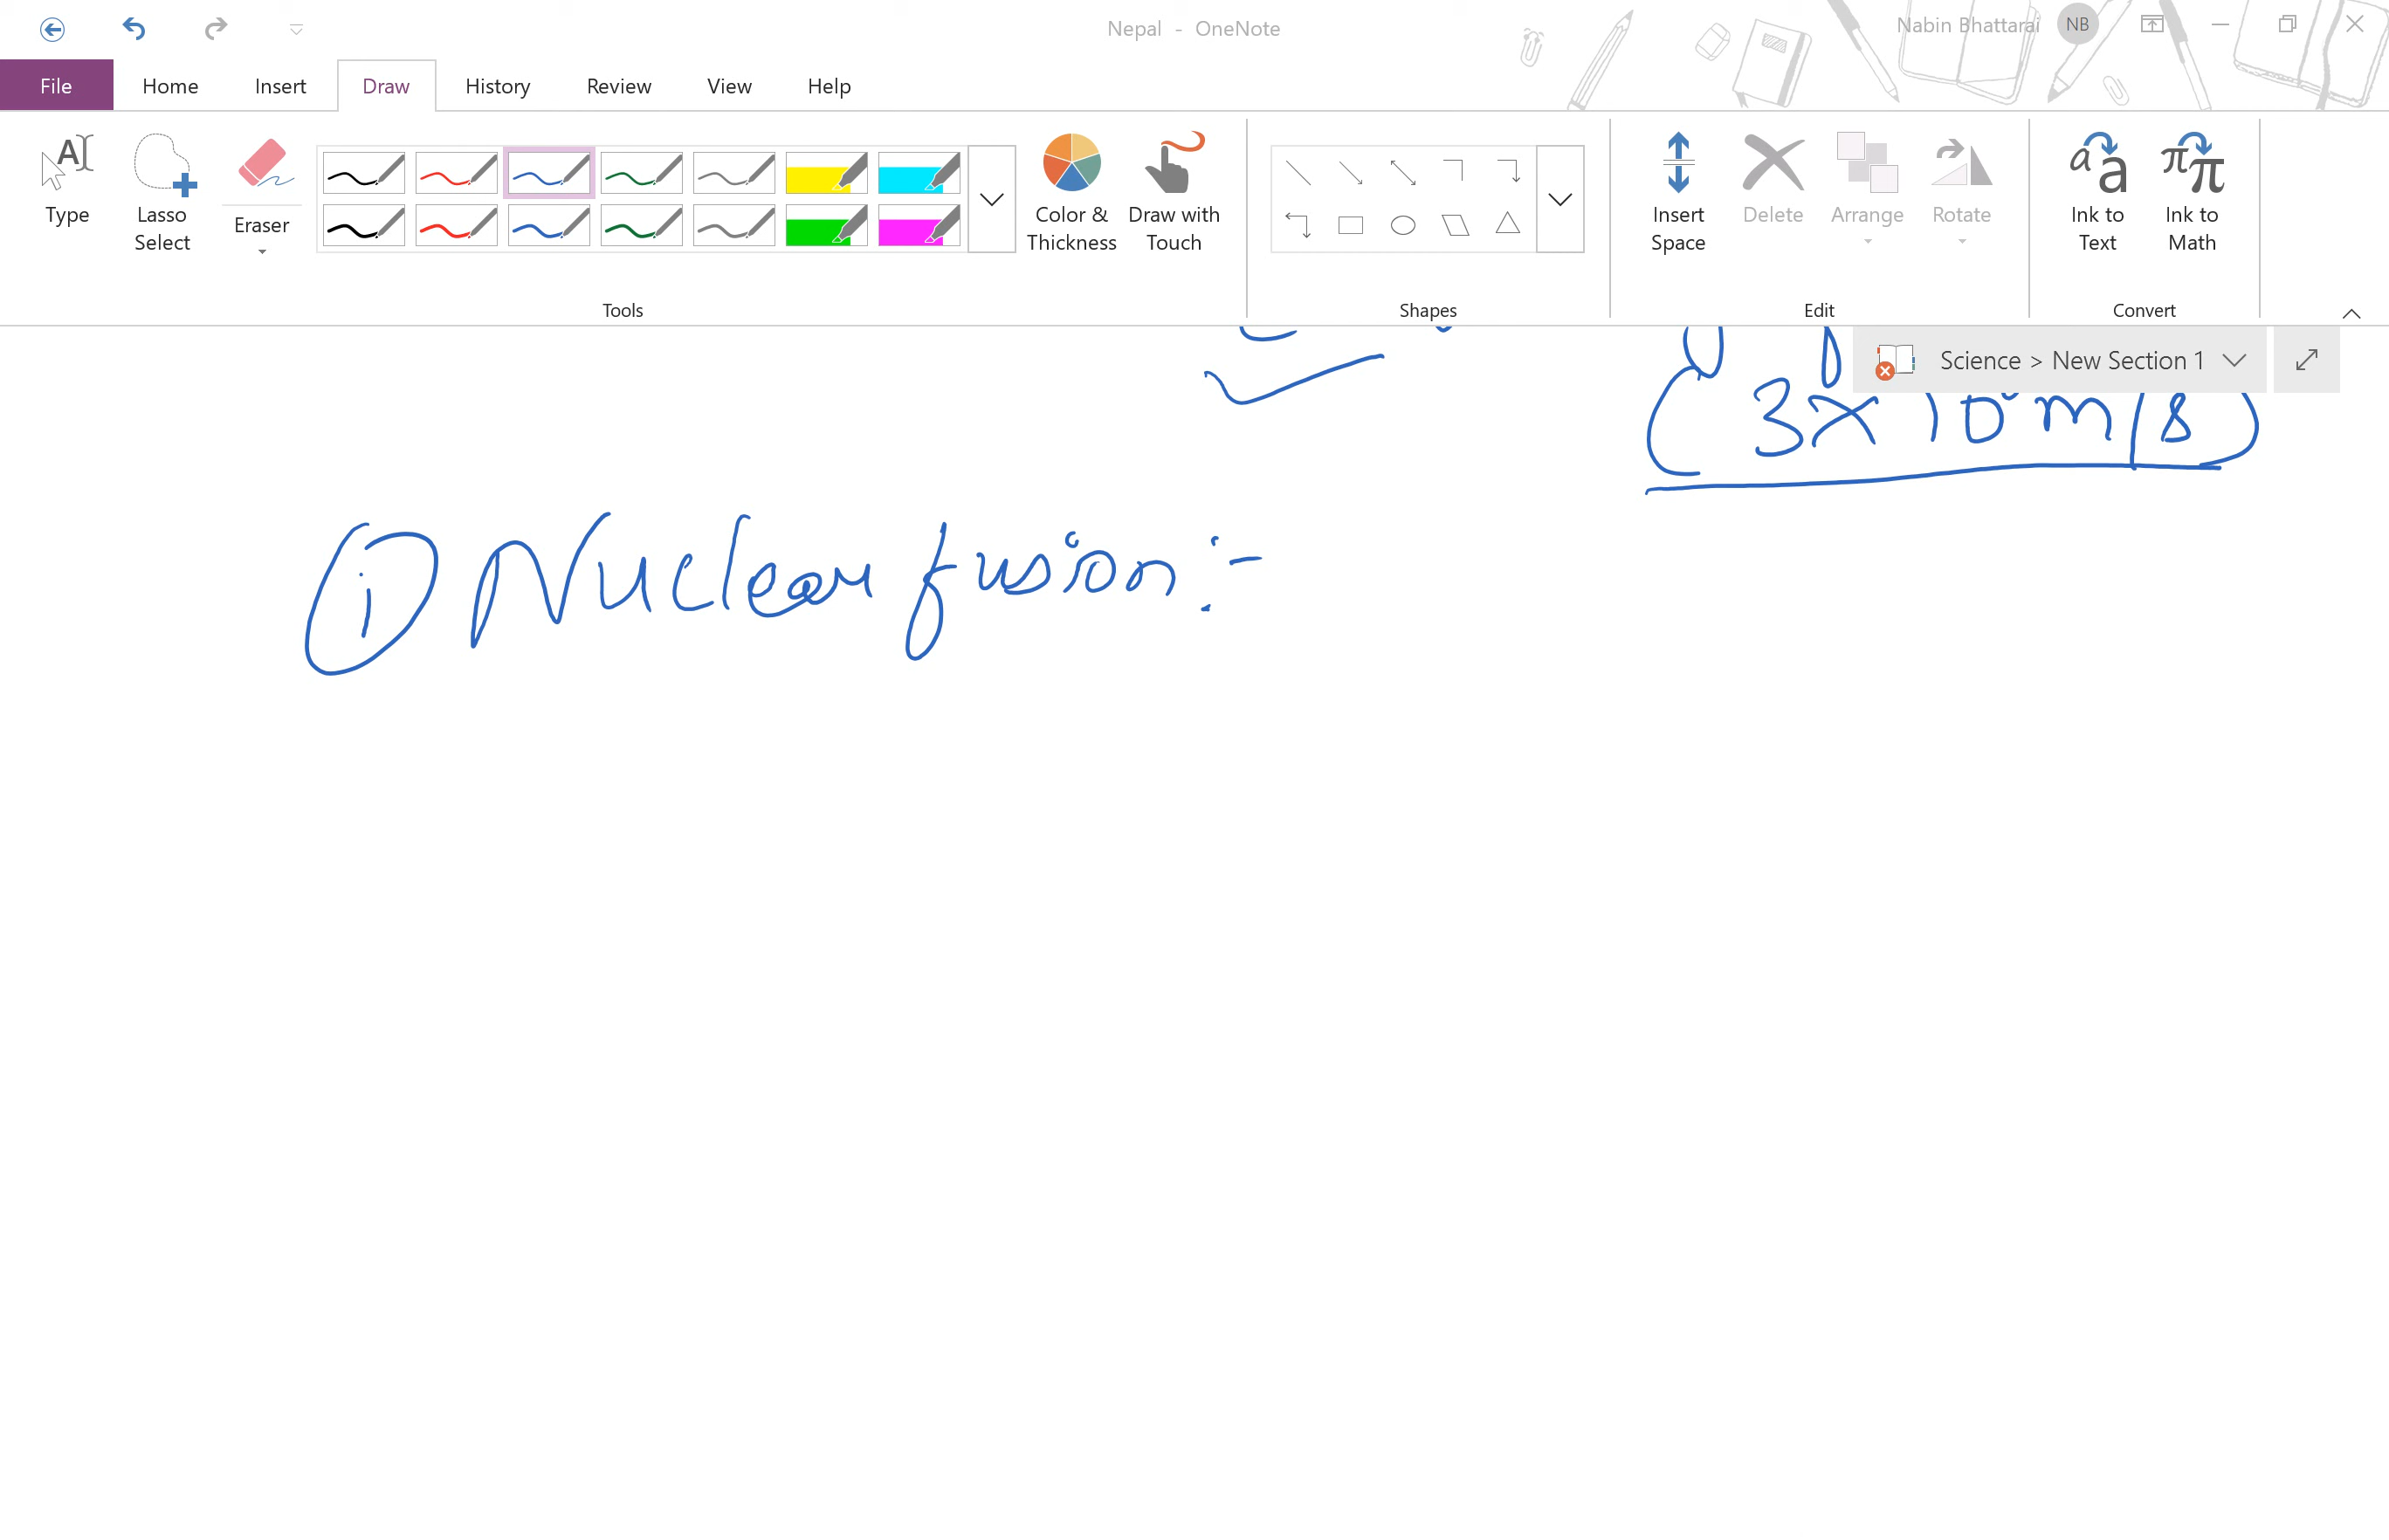 Nepal - OneNote
Nabin Bhattarai NB
File Home Insert Draw History Review View Help
Type
Lasso Select
Eraser
Color & Thickness
Draw with Touch
Insert Space
Delete
Arrange
Rotate
Ink to Text
Ink to Math
Tools
Shapes
Edit
Convert
Science > New Section 1
(3×10 m/s)
i) Nuclear fusion :-